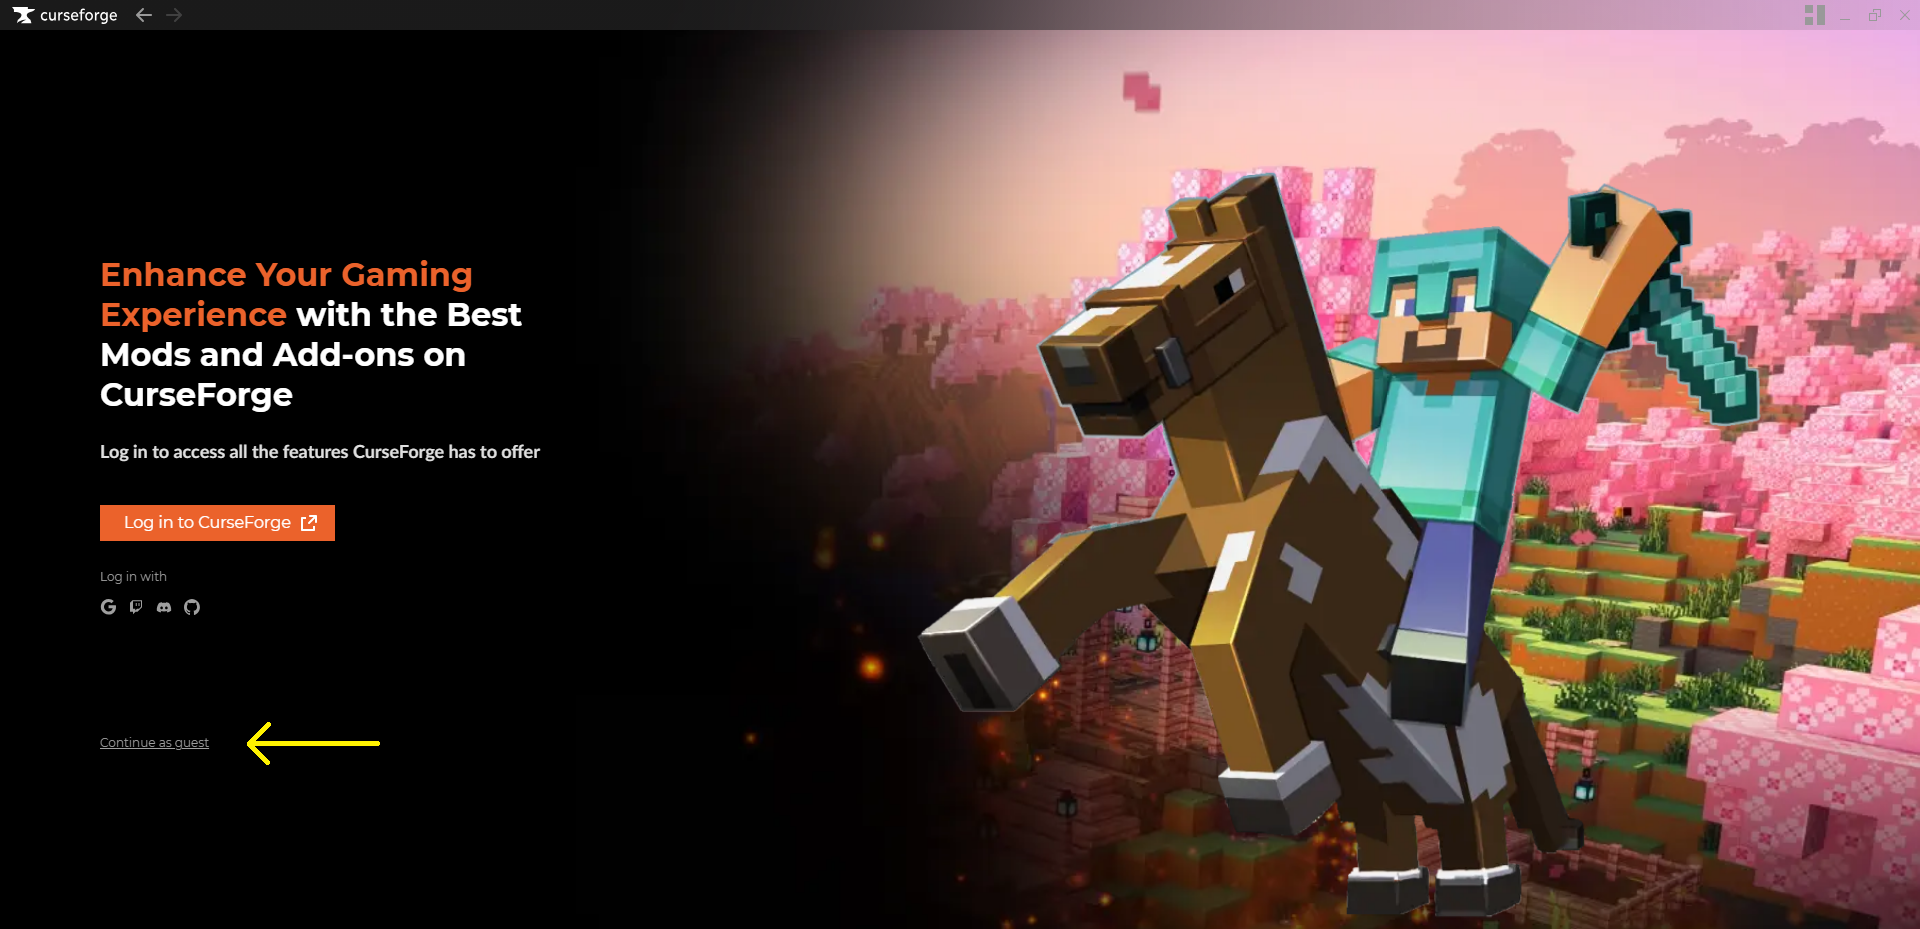 curseforge
Enhance Your Gaming
Experience with the Best
Mods and Add-ons on
CurseForge
Log in to access all the features CurseForge has to offer
Log in to CurseForge
Log in with
Continue as guest